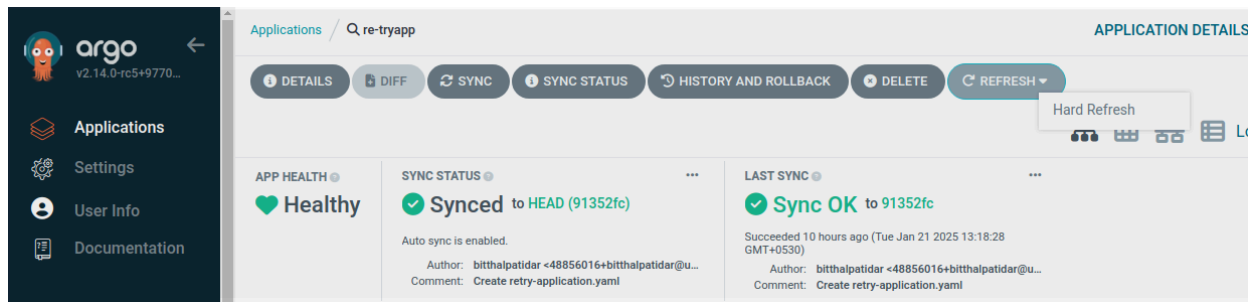 argo
v2.14.0-rc5+9770...
Applications
Settings
User Info
Documentation
Applications / re-tryapp
APPLICATION DETAILS
DETAILS DIFF SYNC SYNC STATUS HISTORY AND ROLLBACK DELETE REFRESH
Hard Refresh
APP HEALTH
Healthy
SYNC STATUS
Synced to HEAD (91352fc)
Auto sync is enabled.
Author: bitthalpatidar <48856016+bitthalpatidar@u...
Comment: Create retry-application.yaml
LAST SYNC
Sync OK to 91352fc
Succeeded 10 hours ago (Tue Jan 21 2025 13:18:28
GMT+0530)
Author: bitthalpatidar <48856016+bitthalpatidar@u...
Comment: Create retry-application.yaml